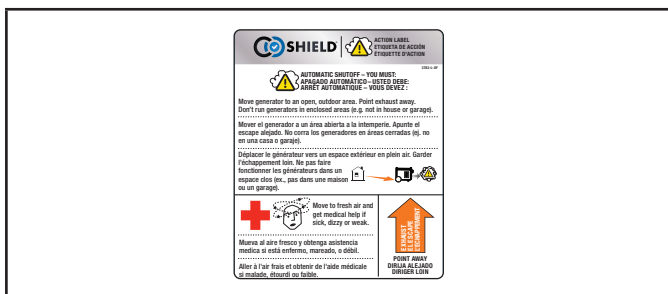 CO SHIELD
ACTION LABEL
ETIQUETA DE ACCIÓN
ÉTIQUETTE D'ACTION
AUTOMATIC SHUTOFF – YOU MUST:
APAGADO AUTOMÁTICO – USTED DEBE:
ARRÊT AUTOMATIQUE – VOUS DEVEZ :
Move generator to an open, outdoor area. Point exhaust away.
Don't run generators in enclosed areas (e.g. not in house or garage).
Mover el generador a un área abierta a la intemperie. Apunte el
escape alejado. No corra los generadores en áreas cerradas (ej. no
en una casa o garaje).
Déplacer le générateur vers un espace extérieur en plein air. Garder
l'échappement loin. Ne pas faire
fonctionner les générateurs dans un
espace clos (ex., pas dans une maison
ou un garage).
Move to fresh air and
get medical help if
sick, dizzy or weak.
Mueva al aire fresco y obtenga asistencia
medica si está enfermo, mareado, o débil.
Aller à l'air frais et obtenir de l'aide médicale
si malade, étourdi ou faible.
EXHAUST
EL ESCAPE
L'ÉCHAPPEMENT
POINT AWAY
DIRIJA ALEJADO
DIRIGER LOIN